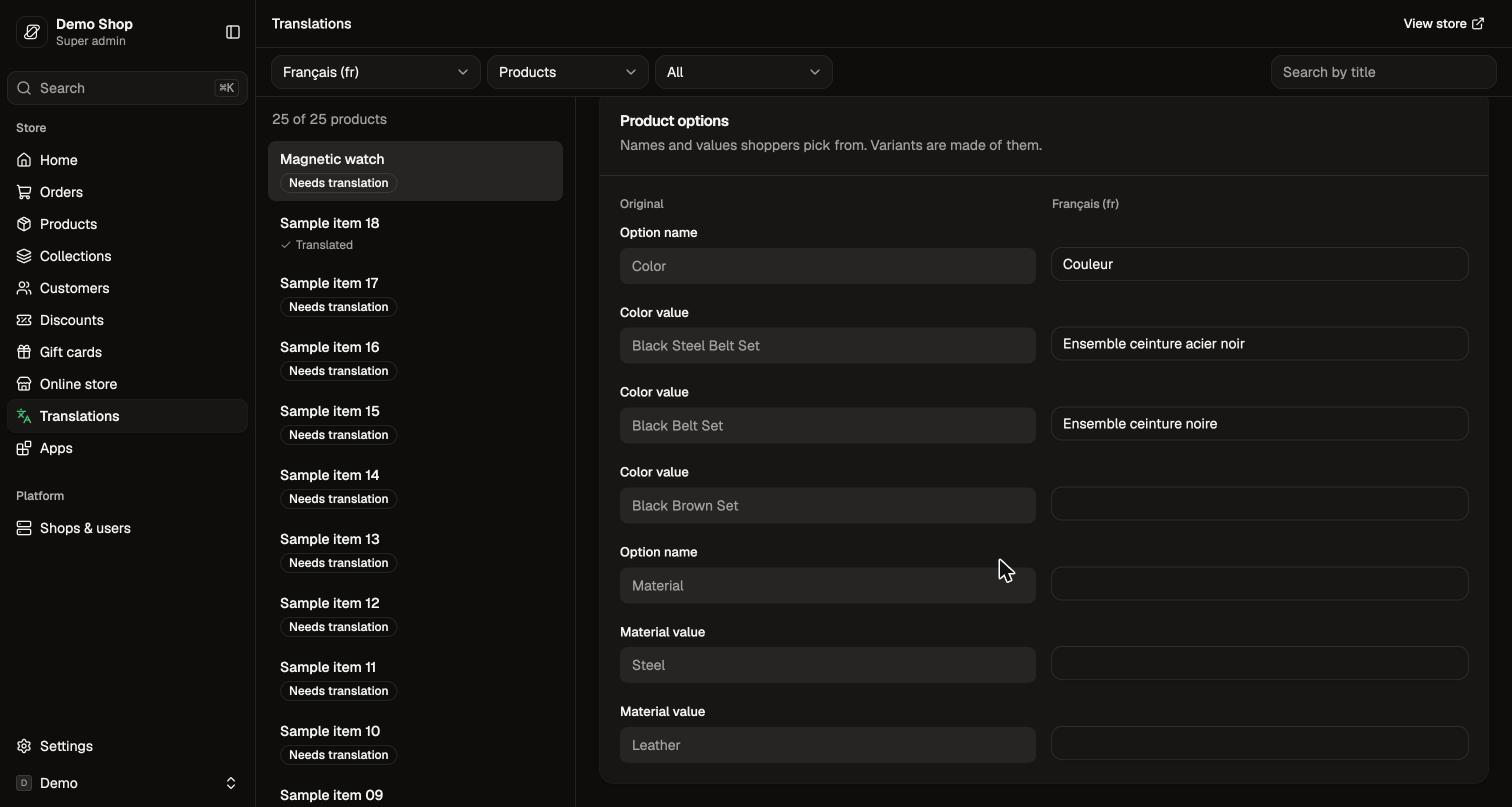 Demo Shop
Super admin
Search
⌘K
Store
Home
Orders
Products
Collections
Customers
Discounts
Gift cards
Online store
Translations
Apps
Platform
Shops & users
Settings
D
Demo
Translations
View store
Français (fr)
Products
All
Search by title
25 of 25 products
Magnetic watch
Needs translation
Sample item 18
Translated
Sample item 17
Needs translation
Sample item 16
Needs translation
Sample item 15
Needs translation
Sample item 14
Needs translation
Sample item 13
Needs translation
Sample item 12
Needs translation
Sample item 11
Needs translation
Sample item 10
Needs translation
Sample item 09
Product options
Names and values shoppers pick from. Variants are made of them.
Original
Français (fr)
Option name
Color
Couleur
Color value
Black Steel Belt Set
Ensemble ceinture acier noir
Color value
Black Belt Set
Ensemble ceinture noire
Color value
Black Brown Set
Option name
Material
Material value
Steel
Material value
Leather